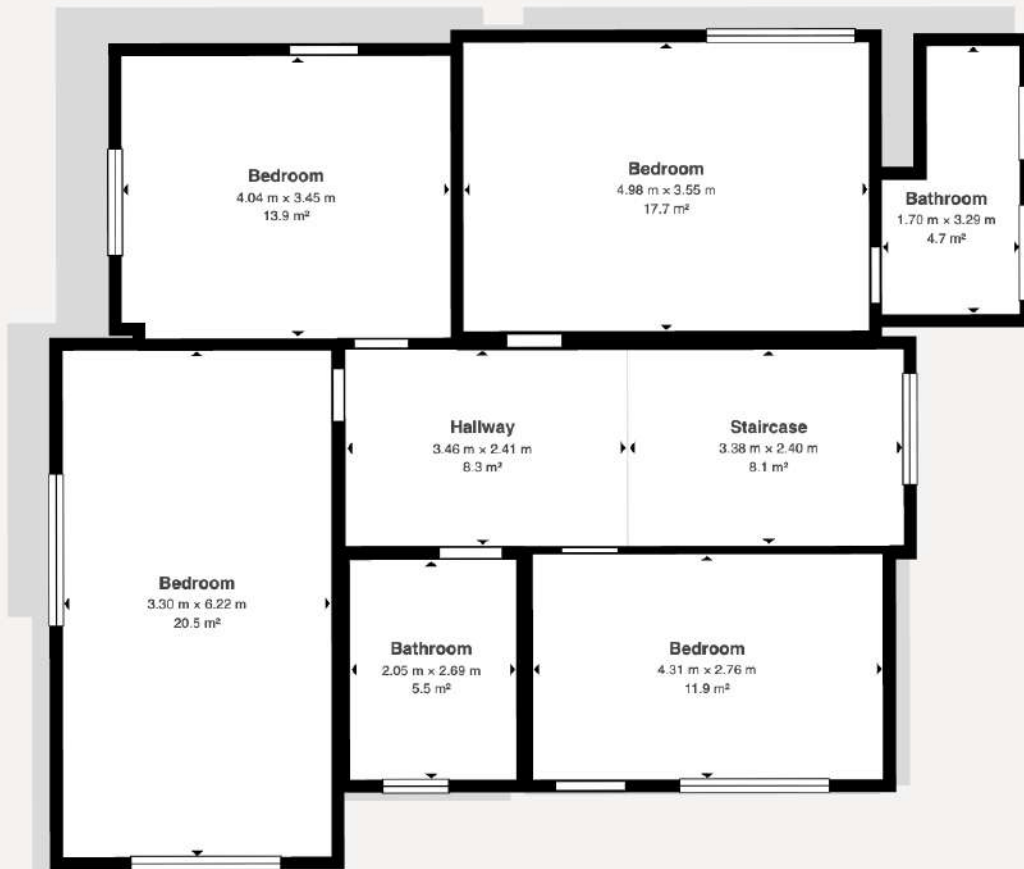 Bedroom
4.04 m × 3.45 m
13.9 m²
Bedroom
4.98 m × 3.55 m
17.7 m²
Bathroom
1.70 m × 3.29 m
4.7 m²
Hallway
3.46 m × 2.41 m
8.3 m²
Staircase
3.38 m × 2.40 m
8.1 m²
Bedroom
3.30 m × 6.22 m
20.5 m²
Bathroom
2.05 m × 2.69 m
5.5 m²
Bedroom
4.31 m × 2.76 m
11.9 m²